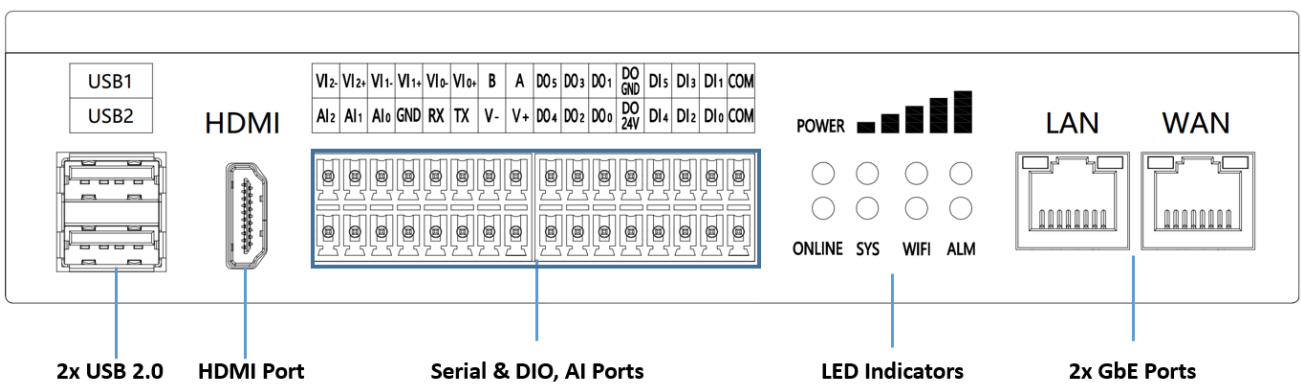 USB1
USB2
HDMI
VI2- VI2+ VI1- VI1+ VI0- VI0+ B A DO5 DO3 DO1 DO GND DI5 DI3 DI1 COM
AI2 AI1 AI0 GND RX TX V- V+ DO4 DO2 DO0 DO 24V DI4 DI2 DI0 COM
POWER
LAN WAN
ONLINE SYS WIFI ALM
2x USB 2.0 HDMI Port Serial & DIO, AI Ports LED Indicators 2x GbE Ports